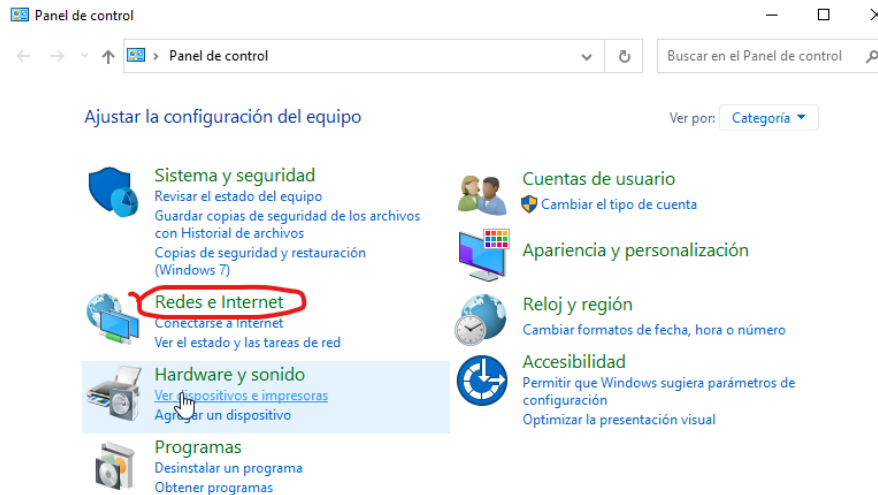 Panel de control
Panel de control
Buscar en el Panel de control
Ajustar la configuración del equipo
Ver por:
Categoría
Sistema y seguridad
Revisar el estado del equipo
Guardar copias de seguridad de los archivos
con Historial de archivos
Copias de seguridad y restauración
(Windows 7)
Redes e Internet
Conectarse a Internet
Ver el estado y las tareas de red
Hardware y sonido
Ver dispositivos e impresoras
Agregar un dispositivo
Programas
Desinstalar un programa
Obtener programas
Cuentas de usuario
Cambiar el tipo de cuenta
Apariencia y personalización
Reloj y región
Cambiar formatos de fecha, hora o número
Accesibilidad
Permitir que Windows sugiera parámetros de
configuración
Optimizar la presentación visual